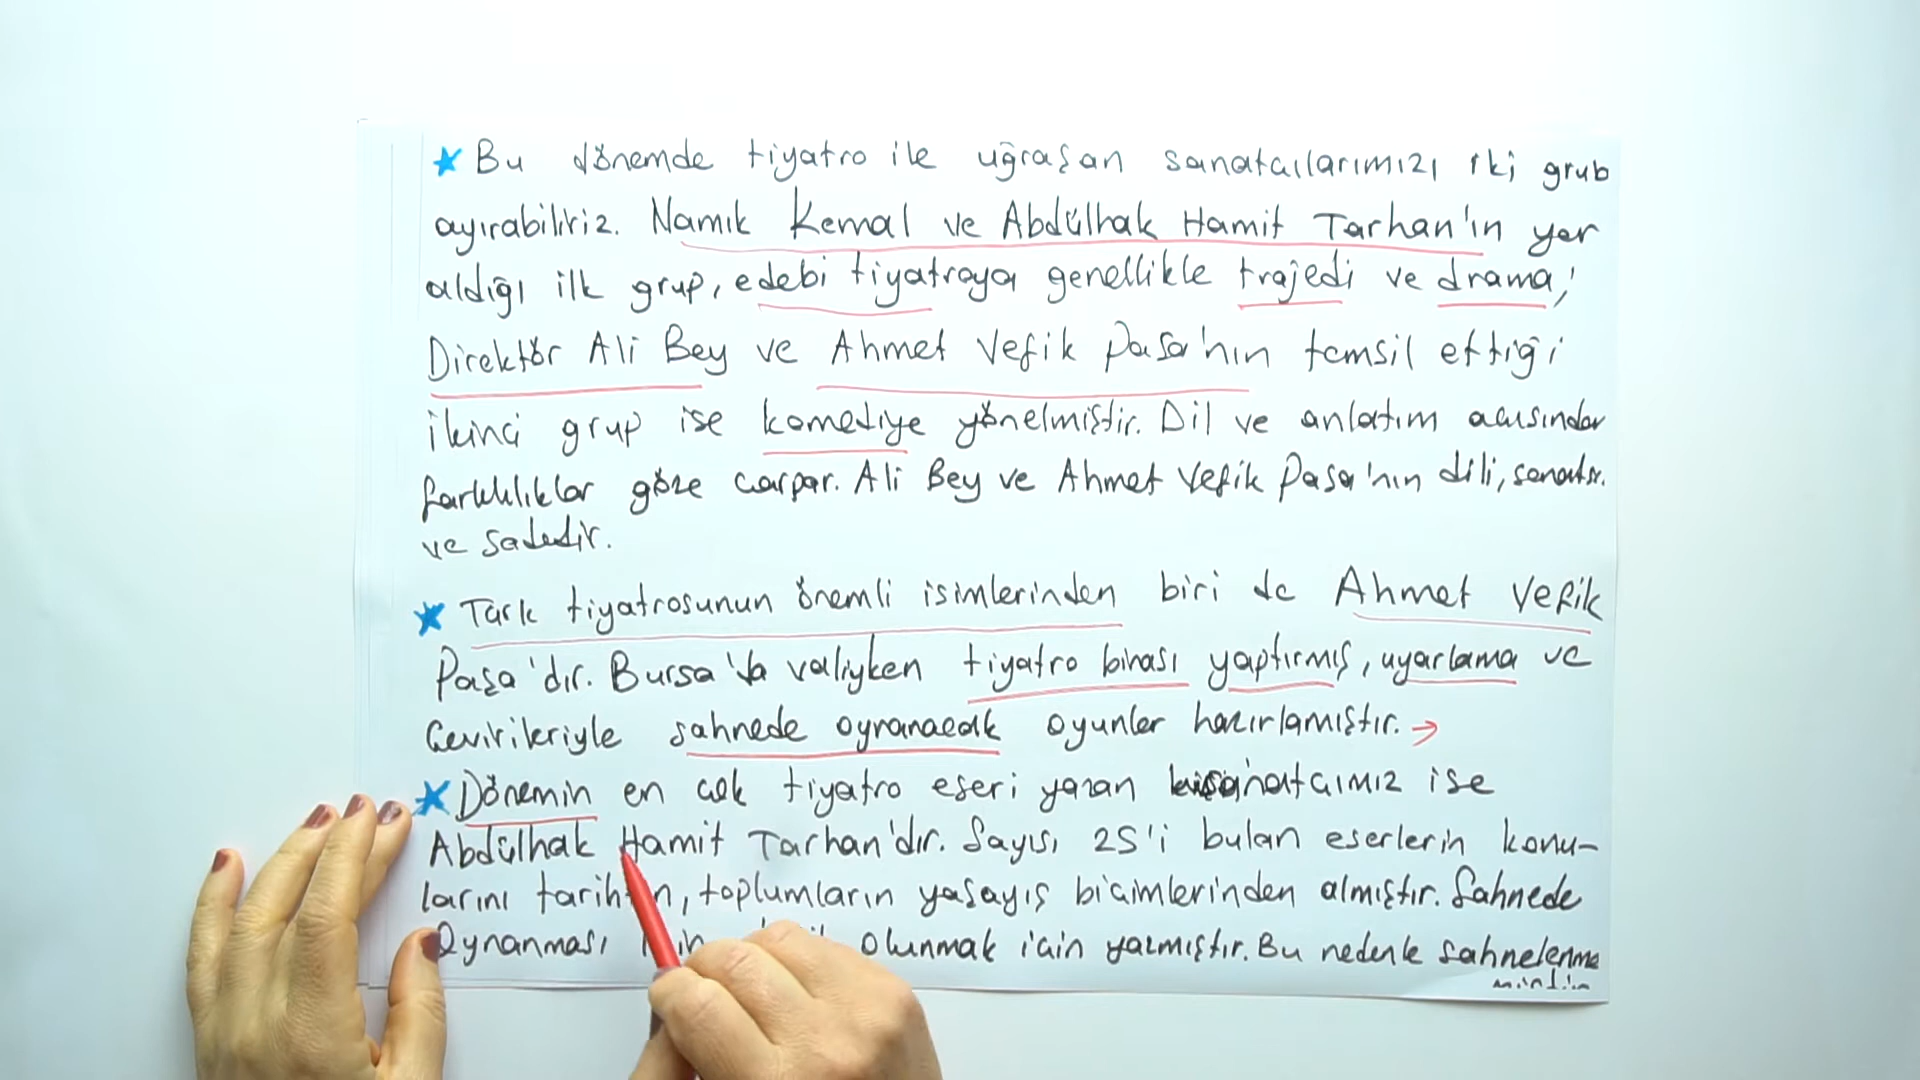 Bu dönemde tiyatro ile uğraşan sanatçılarımızı iki grub
ayırabiliriz. Namık Kemal ve Abdülhak Hamit Tarhan'ın yer
aldığı ilk grup, edebi tiyatroya genellikle trajedi ve drama;
Direktör Ali Bey ve Ahmet Vefik Paşa'nın temsil ettiği
ikinci grup ise komediye yönelmiştir. Dil ve anlatım açısından
farklılıklar göze çarpar. Ali Bey ve Ahmet Vefik Paşa'nın dili,
ve sadedir.
Türk tiyatrosunun önemli isimlerinden biri de Ahmet Vefik
Paşa'dır. Bursa'da valiyken tiyatro binası yaptırmış, uyarlama ve
çevirileriyle sahnede oynanacak oyunler hazırlamıştır. →
Dönemin en çok tiyatro eseri yazan sanatçımız ise
Abdülhak Hamit Tarhan'dır. Sayısı 25'i bulan eserlerin konu-
larını toplumların yaşayış biçimlerinden almıştır. Sahnede
oynanması olunmak için yazmıştır. Bu nedenle sahnelenme